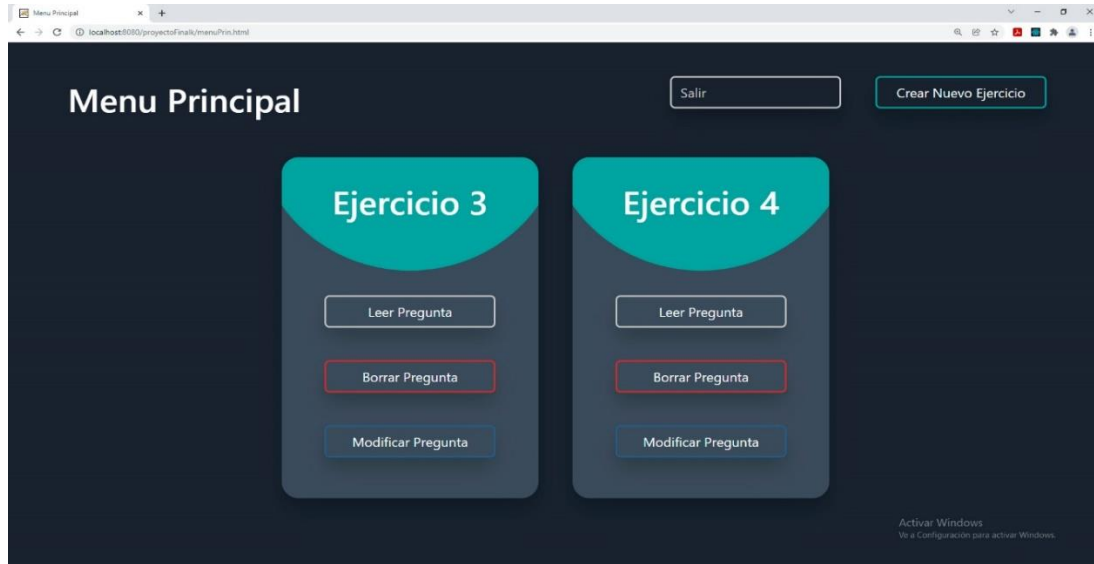 Menu Principal
localhost:8080/proyectoFinalk/menuPrin.html
Menu Principal
Salir
Crear Nuevo Ejercicio
Ejercicio 3
Leer Pregunta
Borrar Pregunta
Modificar Pregunta
Ejercicio 4
Leer Pregunta
Borrar Pregunta
Modificar Pregunta
Activar Windows
Ve a Configuración para activar Windows.